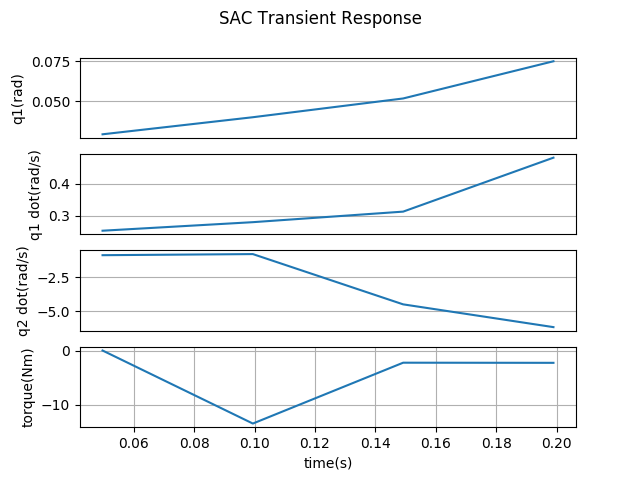 SAC Transient Response
0.075
0.050
q1(rad)
0.4
0.3
q1 dot(rad/s)
−2.5
−5.0
q2 dot(rad/s)
0
−10
torque(Nm)
0.06 0.08 0.10 0.12 0.14 0.16 0.18 0.20
time(s)